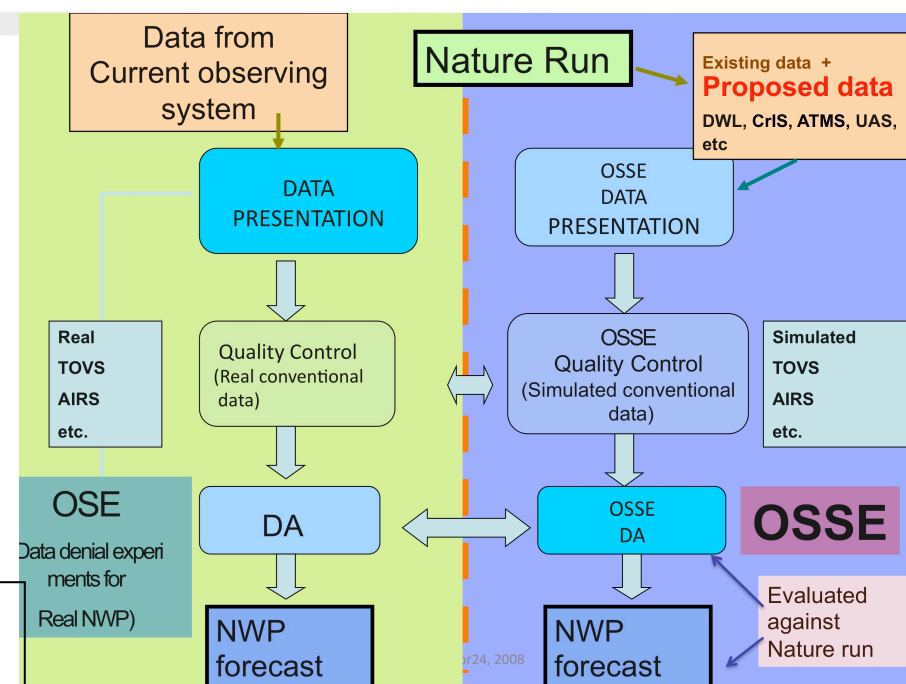 Data from
Current observing
system
DATA
PRESENTATION
Real
TOVS
AIRS
etc.
Quality Control
(Real conventional
data)
OSE
Data denial experi
ments for
Real NWP)
DA
NWP
forecast
Nature Run
Existing data +
Proposed data
DWL, CrIS, ATMS, UAS,
etc
OSSE
DATA
PRESENTATION
OSSE
Quality Control
(Simulated conventional
data)
Simulated
TOVS
AIRS
etc.
OSSE
DA
OSSE
Evaluated
against
Nature run
NWP
forecast
24, 2008